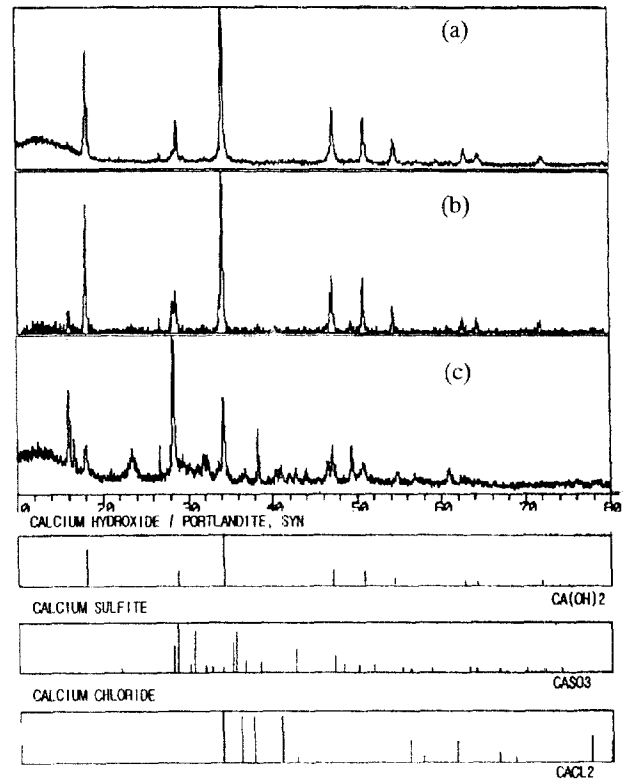 (a)
(b)
(c)
10 20 30 40 50 60 70 80
CALCIUM HYDROXIDE / PORTLANDITE, SYN
CA(OH)2
CALCIUM SULFITE
CASO3
CALCIUM CHLORIDE
CACL2